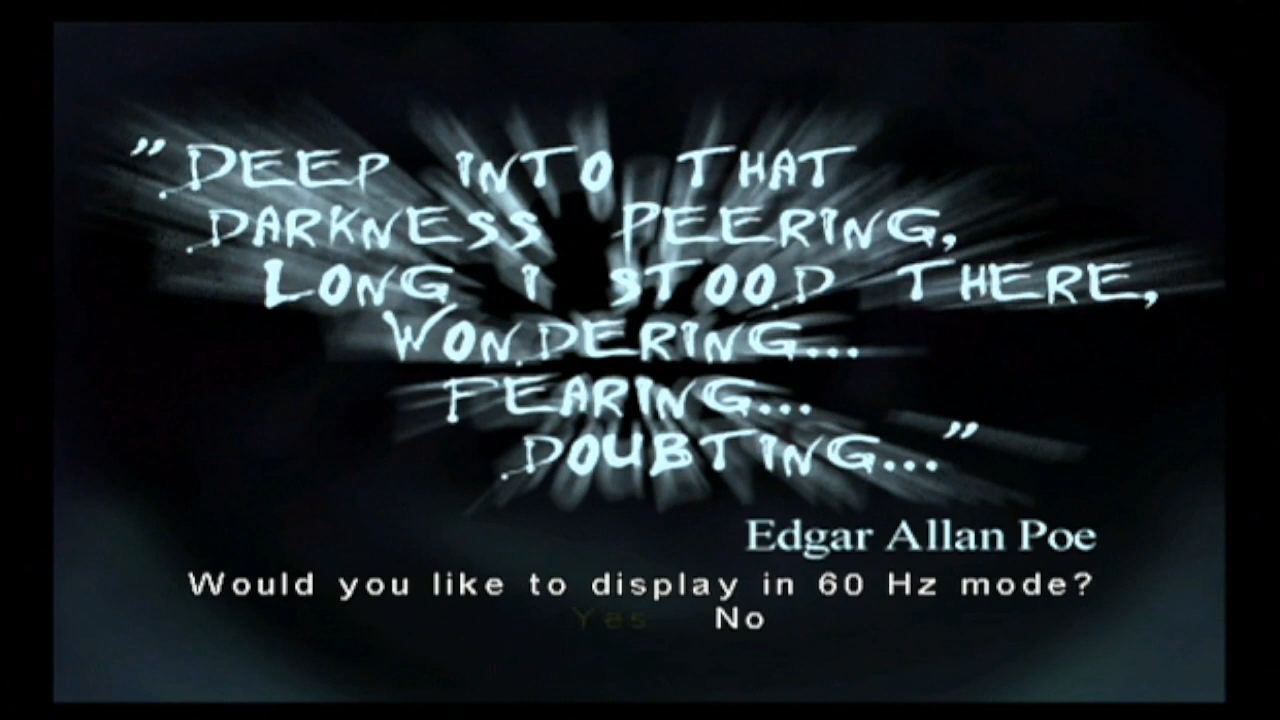 "DEEP INTO THAT
DARKNESS PEERING,
LONG I STOOD THERE,
WONDERING...
FEARING...
DOUBTING..."
Edgar Allan Poe
Would you like to display in 60 Hz mode?
Yes No